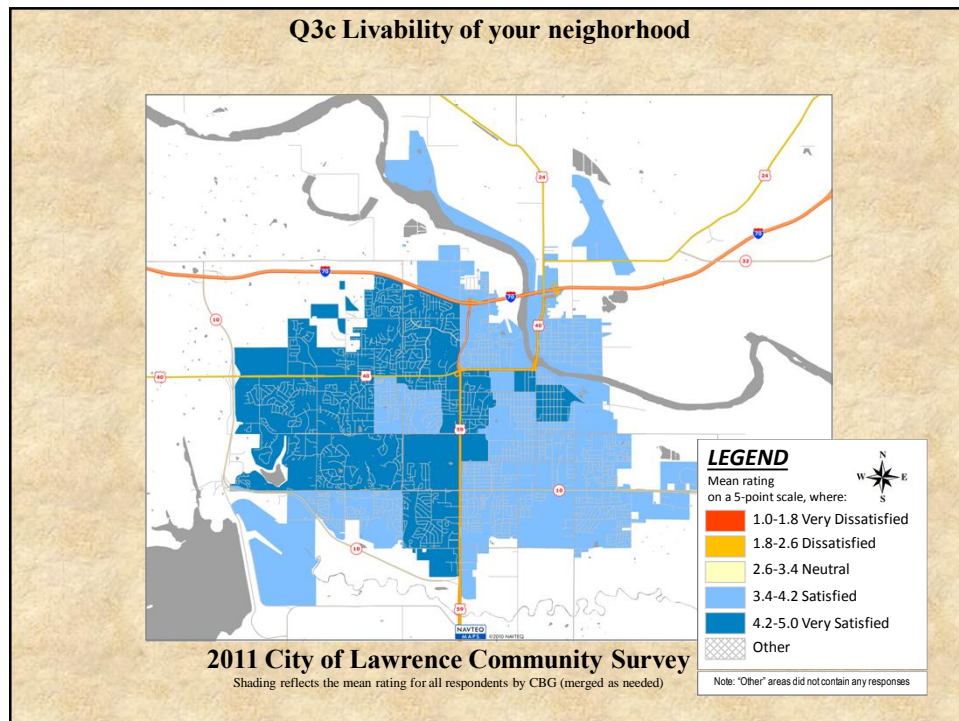 Q3c Livability of your neighorhood
24
24
70
32
70
70
10
40
40
40
59
10
10
59
NAVTEQ
MAPS
©2010 NAVTEQ
LEGEND
Mean rating
on a 5-point scale, where:
N
W E
S
1.0-1.8 Very Dissatisfied
1.8-2.6 Dissatisfied
2.6-3.4 Neutral
3.4-4.2 Satisfied
4.2-5.0 Very Satisfied
Other
Note: “Other” areas did not contain any responses
2011 City of Lawrence Community Survey
Shading reflects the mean rating for all respondents by CBG (merged as needed)